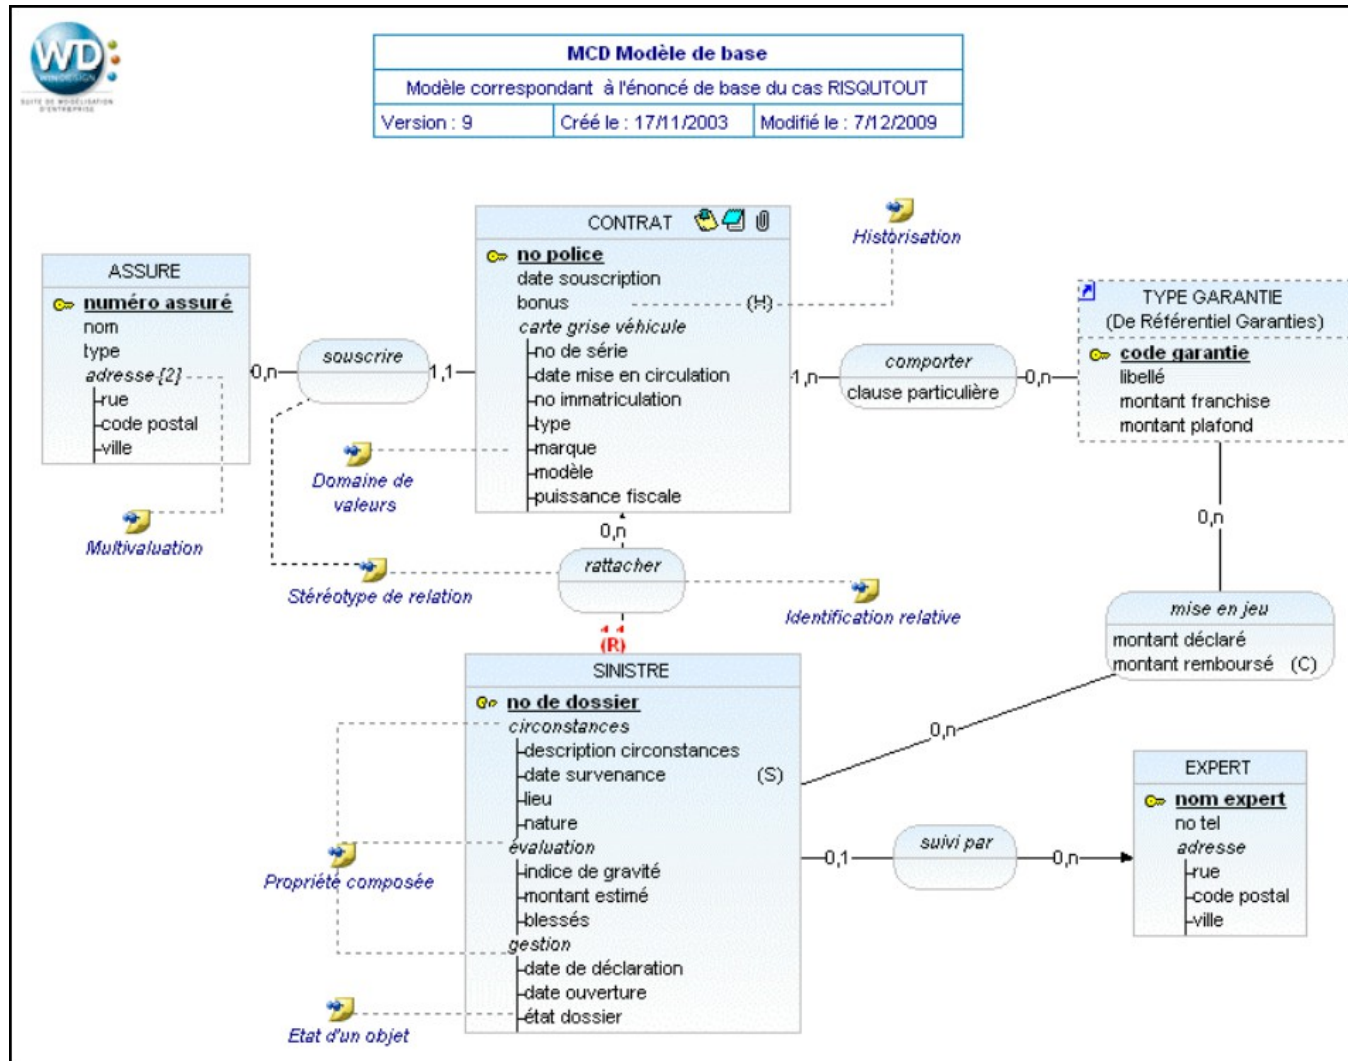 WD
WIN DESIGN
SUITE DE MODÉLISATION
D'ENTREPRISE
MCD Modèle de base
Modèle correspondant à l'énoncé de base du cas RISQUTOUT
Version : 9
Créé le : 17/11/2003
Modifié le : 7/12/2009
ASSURE
numéro assuré
nom
type
adresse {2}
rue
code postal
ville
Multivaluation
0,n
souscrire
1,1
CONTRAT
no police
date souscription
bonus (H)
carte grise véhicule
no de série
date mise en circulation
no immatriculation
type
marque
modèle
puissance fiscale
Historisation
Domaine de
valeurs
1,n
comporter
clause particulière
0,n
TYPE GARANTIE
(De Référentiel Garanties)
code garantie
libellé
montant franchise
montant plafond
0,n
rattacher
Stéréotype de relation
Identification relative
(R)
0,n
mise en jeu
montant déclaré
montant remboursé (C)
0,n
SINISTRE
no de dossier
circonstances
description circonstances
date survenance (S)
lieu
nature
évaluation
indice de gravité
montant estimé
blessés
gestion
date de déclaration
date ouverture
état dossier
Propriété composée
Etat d'un objet
0,1
suivi par
0,n
EXPERT
nom expert
no tel
adresse
rue
code postal
ville